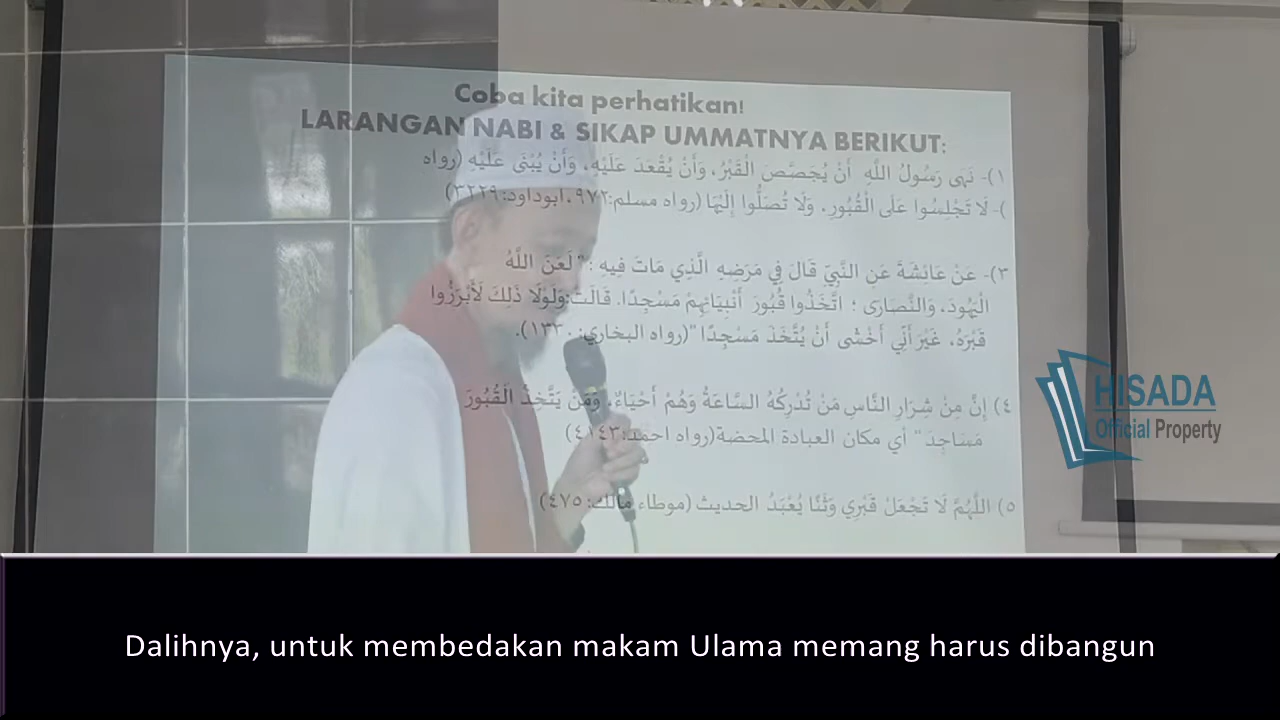 Coba kita perhatikan!
LARANGAN NABI & SIKAP UMMATNYA BERIKUT:
١)- نَهَى رَسُولُ اللَّهِ أَنْ يُجَصَّصَ الْقَبْرُ، وَأَنْ يُقْعَدَ عَلَيْهِ، وَأَنْ يُبْنَى عَلَيْهِ (رواه
)- لَا تَجْلِسُوا عَلَى الْقُبُورِ، وَلَا تُصَلُّوا إِلَيْهَا (رواه مسلم:٩٧٢، ابوداود:٣٢٢٩)
٣)- عَنْ عَائِشَةَ عَنِ النَّبِيِّ قَالَ فِي مَرَضِهِ الَّذِي مَاتَ فِيهِ : "لَعَنَ اللَّهُ
الْيَهُودَ، وَالنَّصَارَى ؛ اتَّخَذُوا قُبُورَ أَنْبِيَائِهِمْ مَسْجِدًا. قَالَتْ:وَلَوْلَا ذَلِكَ لَأَبْرَزُوا
قَبْرَهُ، غَيْرَ أَنِّي أَخْشَى أَنْ يُتَّخَذَ مَسْجِدًا "(رواه البخاري:١٣٣٠).
٤) إِنَّ مِنْ شِرَارِ النَّاسِ مَنْ تُدْرِكُهُ السَّاعَةُ وَهُمْ أَحْيَاءٌ، وَمَنْ يَتَّخِذُ الْقُبُورَ
مَسَاجِدَ " أي مكان العبادة المحضة(رواه احمد:٤١٤٣)
٥) اللَّهُمَّ لَا تَجْعَلْ قَبْرِي وَثَنًا يُعْبَدُ الحديث (موطاء مالك:٤٧٥)
HISADA
Official Property
Dalihnya, untuk membedakan makam Ulama memang harus dibangun